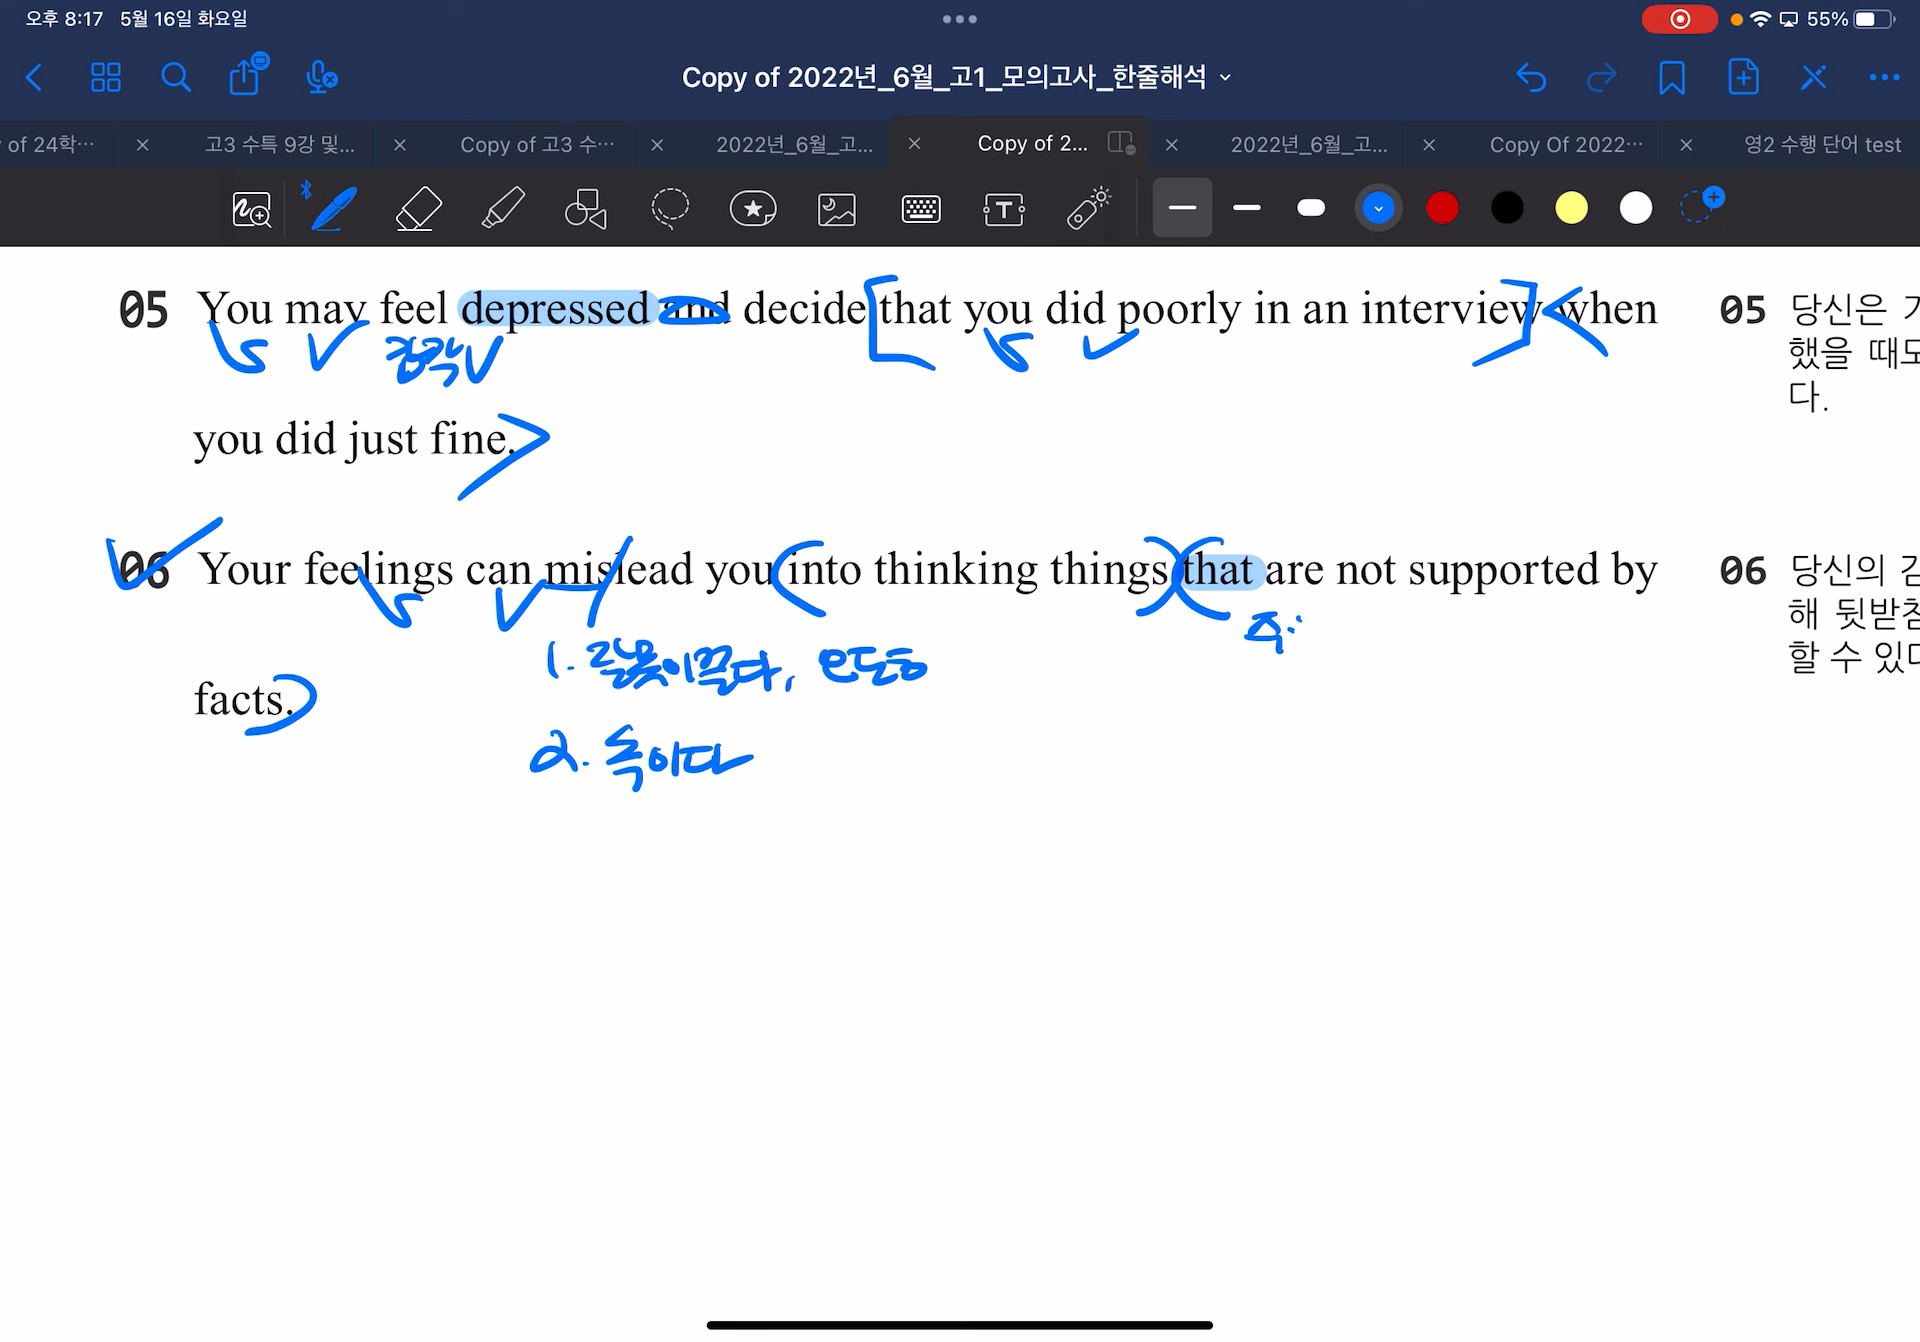 오후 8:17 5월 16일 화요일
55%
Copy of 2022년_6월_고1_모의고사_한줄해석
of 24학···
고3 수특 9강 및...
Copy of 고3 수···
2022년_6월_고...
Copy of 2...
2022년_6월_고...
Copy Of 2022···
영2 수행 단어 test
05 You may feel depressed and decide that you did poorly in an interview when
S V 감각V S
you did just fine.
06 Your feelings can mislead you into thinking things that are not supported by
S V 주
1. 잘못이끌다, 오도
facts.
2. 속이다
05 당신은
했을 때도
다.
06 당신의
해 뒷받침
할 수 있다